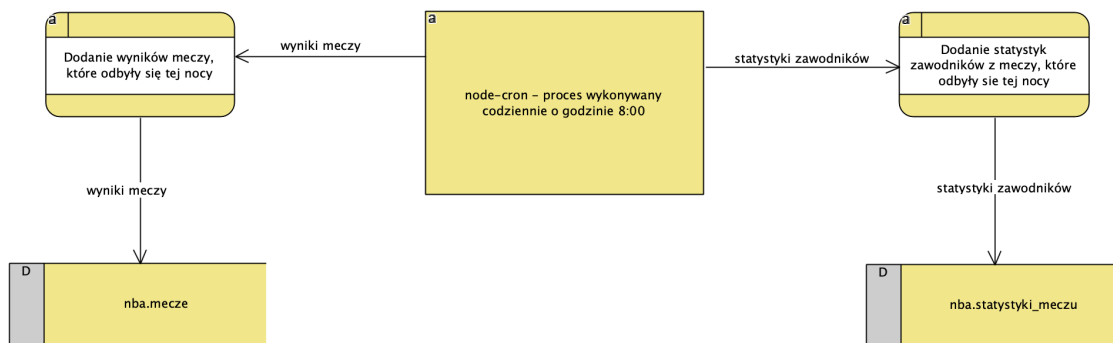 a
Dodanie wyników meczy,
które odbyły się tej nocy
wyniki meczy
a
node-cron - proces wykonywany
codziennie o godzinie 8:00
statystyki zawodników
a
Dodanie statystyk
zawodników z meczy, które
odbyły sie tej nocy
wyniki meczy
statystyki zawodników
D
nba.mecze
D
nba.statystyki_meczu